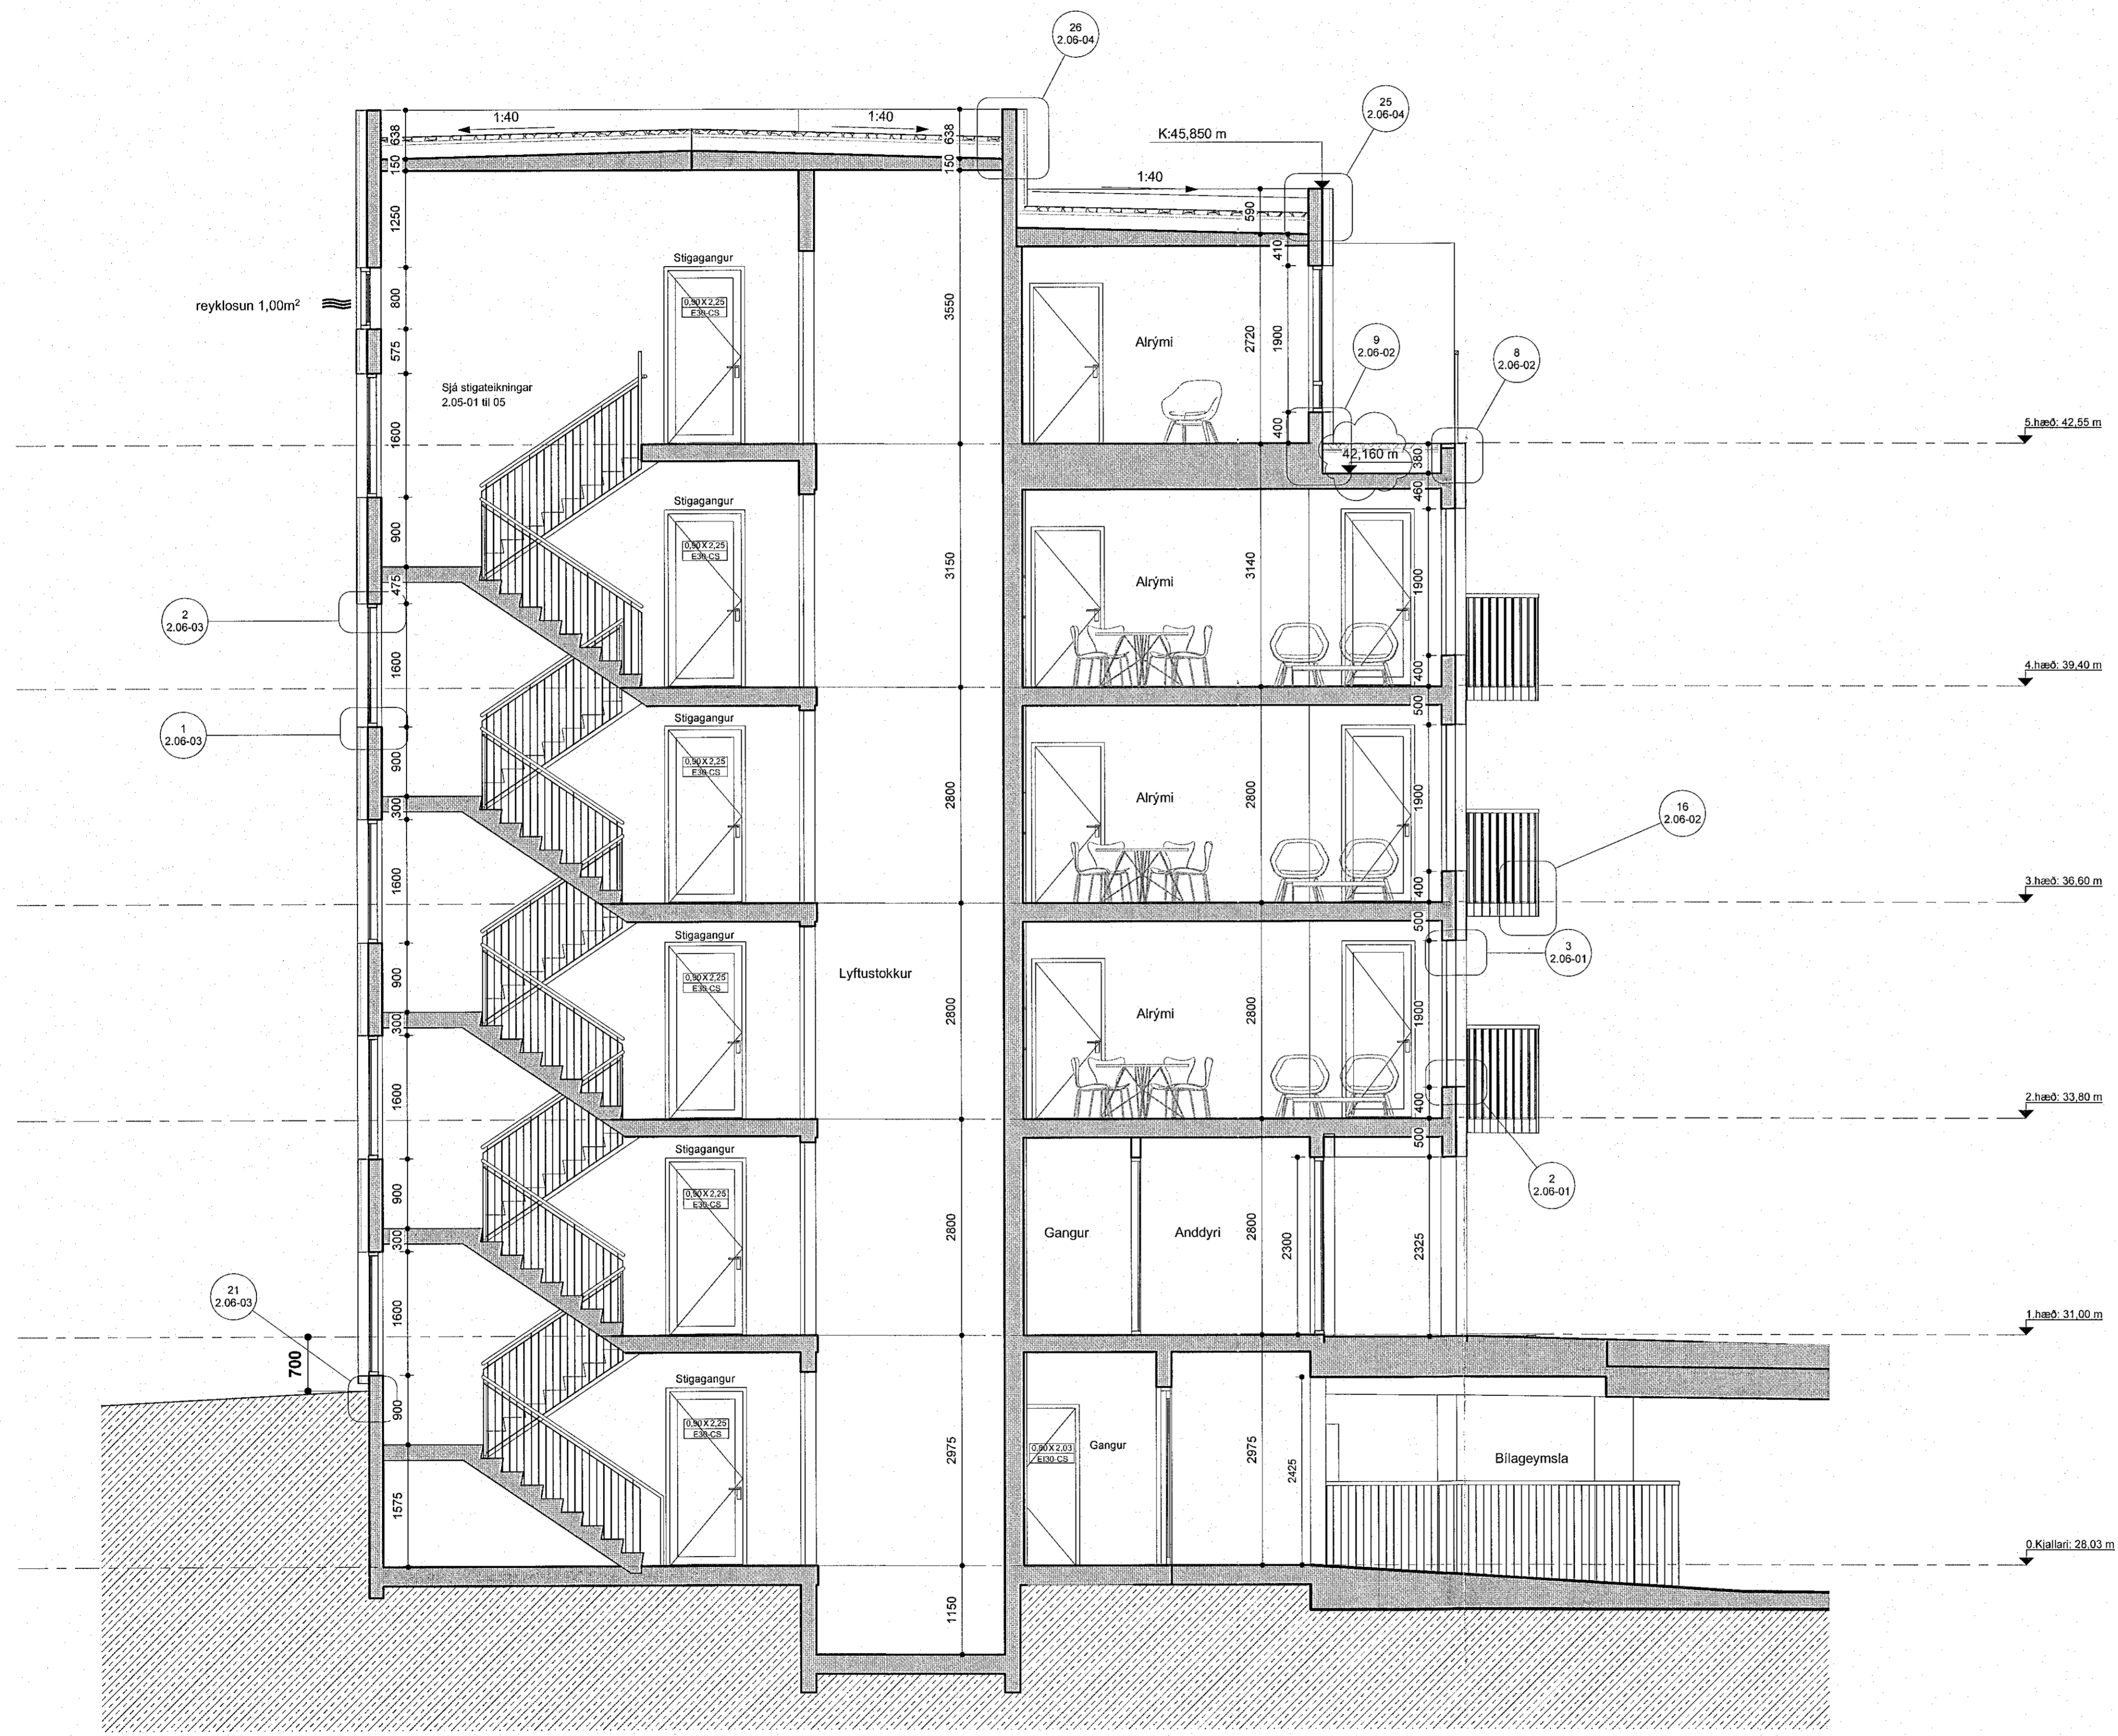 26
2.06-04
25
2.06-04
1:40
1:40
K:45,850 m
1:40
638
150
638
150
590
410
1250
800
575
1600
900
475
1600
900
300
1600
900
300
1600
900
300
1600
900
1575
reyklosun 1,00m²
Sjá stigateikningar
2.05-01 til 05
Stigagangur
0,90 X 2,25
E30-CS
3550
Alrými
2720
1900
400
9
2.06-02
8
2.06-02
5.hæð: 42,55 m
42,160 m
380
460
Stigagangur
0,90 X 2,25
E30-CS
3150
Alrými
3140
1900
400
500
2
2.06-03
4.hæð: 39,40 m
1
2.06-03
Stigagangur
0,90 X 2,25
E30-CS
2800
Alrými
2800
1900
400
500
16
2.06-02
3.hæð: 36,60 m
3
2.06-01
Stigagangur
0,90 X 2,25
E30-CS
Lyftustokkur
2800
Alrými
2800
1900
400
500
2.hæð: 33,80 m
2
2.06-01
Stigagangur
0,90 X 2,25
E30-CS
2800
Gangur
Anddyri
2800
2300
2325
21
2.06-03
700
1.hæð: 31,00 m
Stigagangur
0,90 X 2,25
E30-CS
2975
0,80 X 2,03
EI30-CS
Gangur
2975
2425
Bílageymsla
0.Kjallari: 28,03 m
1150